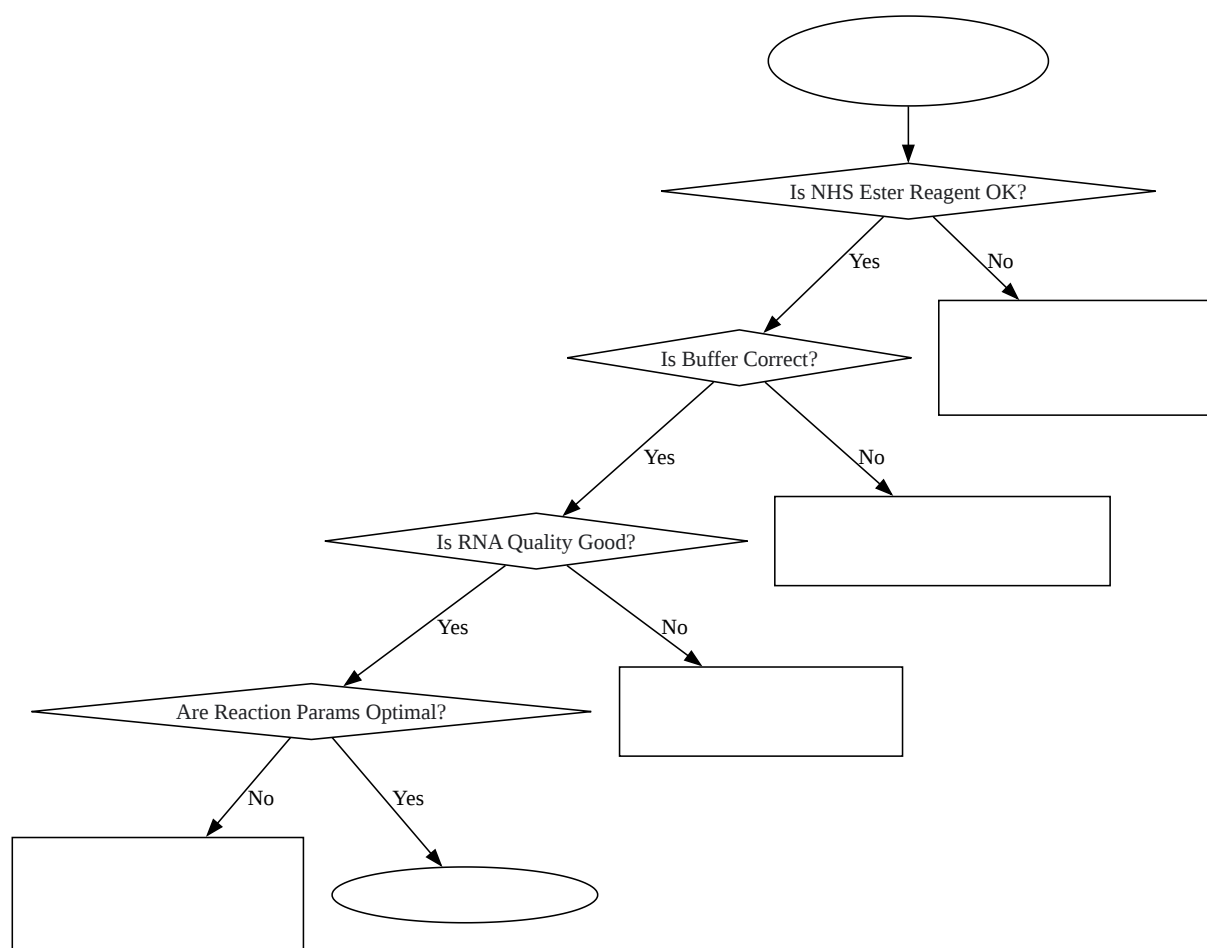 Is NHS Ester Reagent OK?
Yes
No
Is Buffer Correct?
Yes
No
Is RNA Quality Good?
Yes
No
Are Reaction Params Optimal?
No
Yes